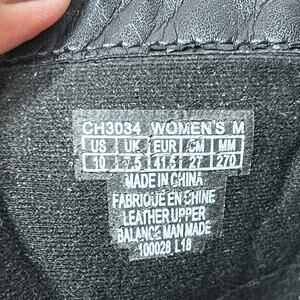 CH3034 WOMEN'S M
US UK EUR CM MM
10 7.5 41.5 27 270
MADE IN CHINA
FABRIQUÉ EN CHINE
LEATHER UPPER
BALANCE MAN MADE
100028 L18